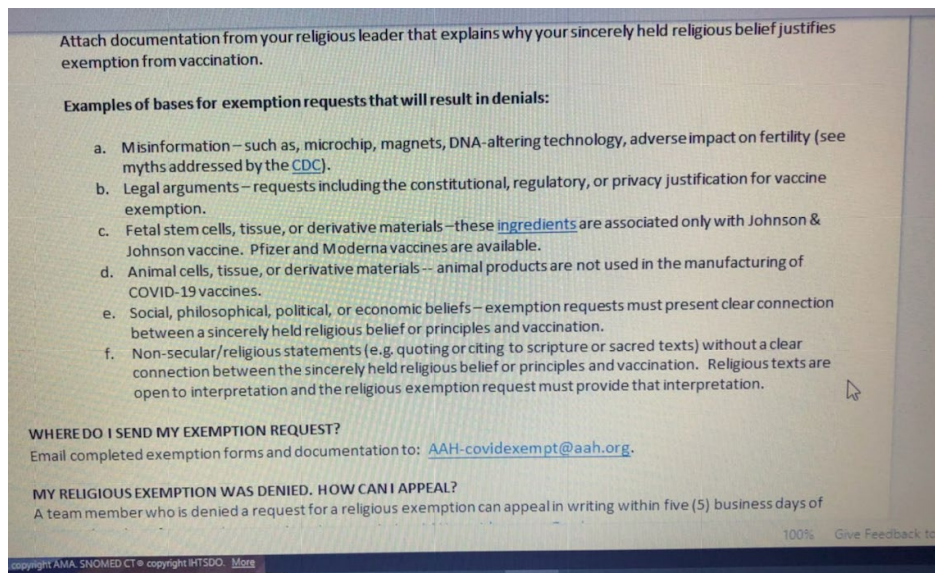 Attach documentation from your religious leader that explains why your sincerely held religious belief justifies
exemption from vaccination.
Examples of bases for exemption requests that will result in denials:
a. Misinformation – such as, microchip, magnets, DNA-altering technology, adverse impact on fertility (see
myths addressed by the CDC).
b. Legal arguments – requests including the constitutional, regulatory, or privacy justification for vaccine
exemption.
c. Fetal stem cells, tissue, or derivative materials –these ingredients are associated only with Johnson &
Johnson vaccine. Pfizer and Moderna vaccines are available.
d. Animal cells, tissue, or derivative materials -- animal products are not used in the manufacturing of
COVID-19 vaccines.
e. Social, philosophical, political, or economic beliefs – exemption requests must present clear connection
between a sincerely held religious belief or principles and vaccination.
f. Non-secular/religious statements (e.g. quoting or citing to scripture or sacred texts) without a clear
connection between the sincerely held religious belief or principles and vaccination. Religious texts are
open to interpretation and the religious exemption request must provide that interpretation.
WHERE DO I SEND MY EXEMPTION REQUEST?
Email completed exemption forms and documentation to: AAH-covidexempt@aah.org.
MY RELIGIOUS EXEMPTION WAS DENIED. HOW CAN I APPEAL?
A team member who is denied a request for a religious exemption can appeal in writing within five (5) business days of
100% Give Feedback to
copyright AMA. SNOMED CT® copyright IHTSDO. More